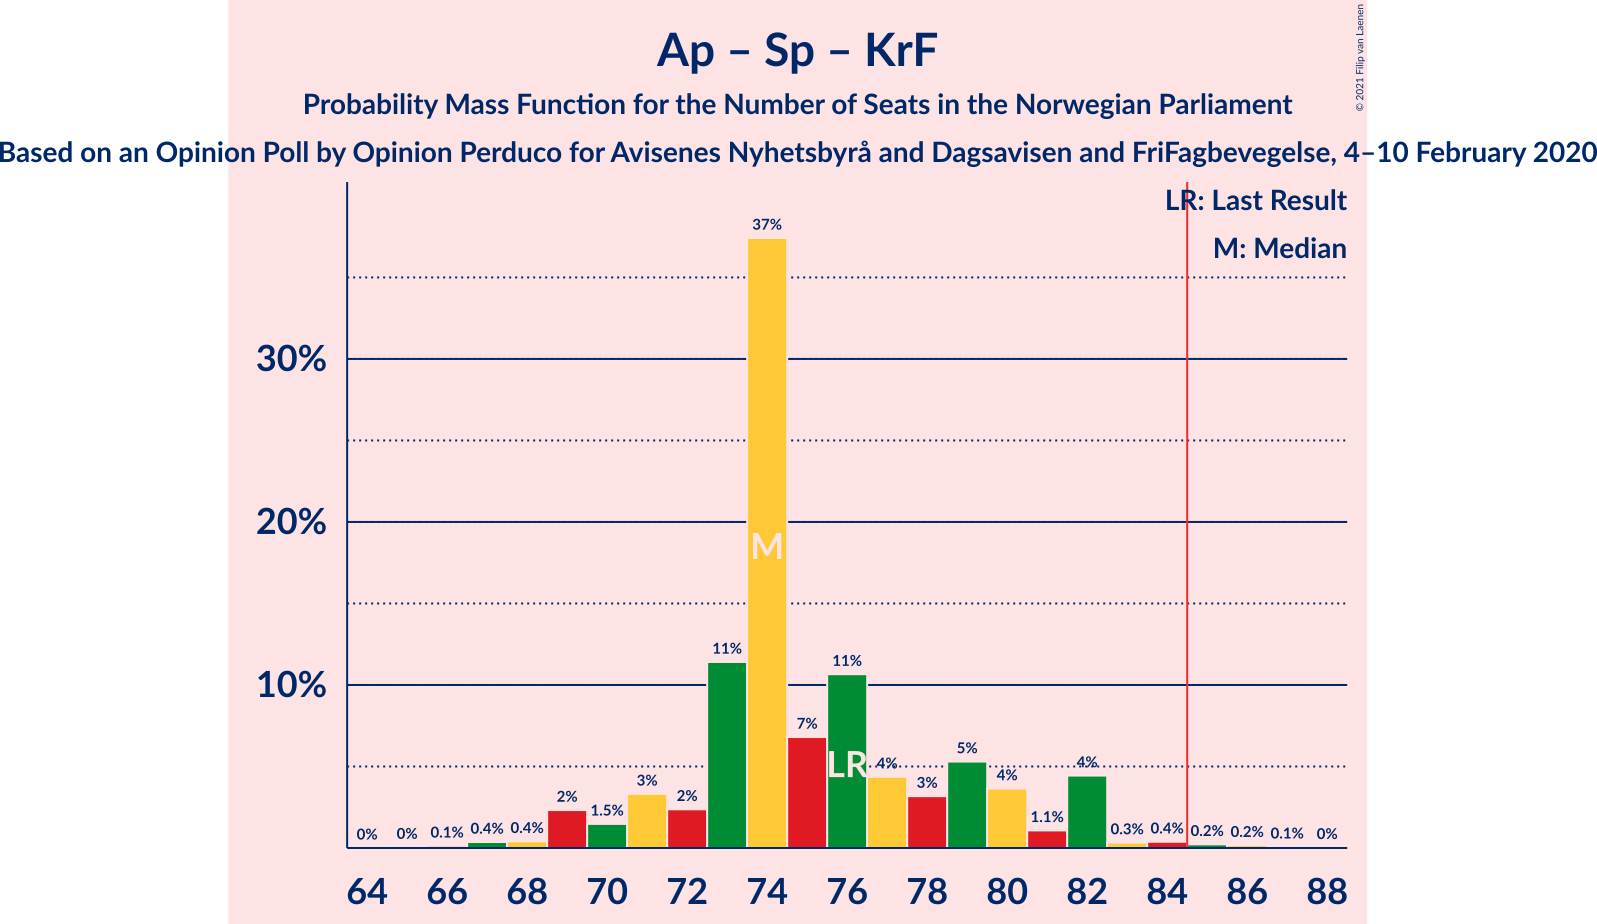 Ap – Sp – KrF
Probability Mass Function for the Number of Seats in the Norwegian Parliament
Based on an Opinion Poll by Opinion Perduco for Avisenes Nyhetsbyrå and Dagsavisen and FriFagbevegelse, 4–10 February 2020
© 2021 Filip van Laenen
LR: Last Result
M: Median
37%
30%
20%
M
11%
11%
10%
7%
LR
4%
5%
4%
4%
3%
3%
2%
2%
1.5%
1.1%
0% 0% 0.1% 0.4% 0.4% 0.3% 0.4% 0.2% 0.2% 0.1% 0%
64 66 68 70 72 74 76 78 80 82 84 86 88